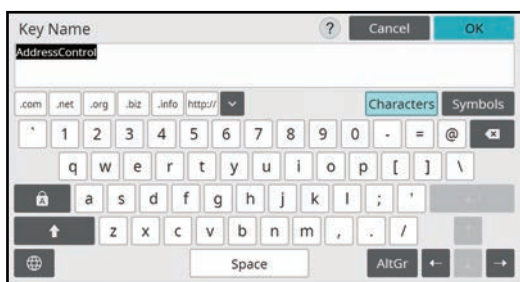 Key Name ? Cancel OK
AddressControl
.com .net .org .biz .info http:// Characters Symbols
` 1 2 3 4 5 6 7 8 9 0 - = @
q w e r t y u i o p [ ] \
A a s d f g h j k l ; '
z x c v b n m , . /
Space AltGr